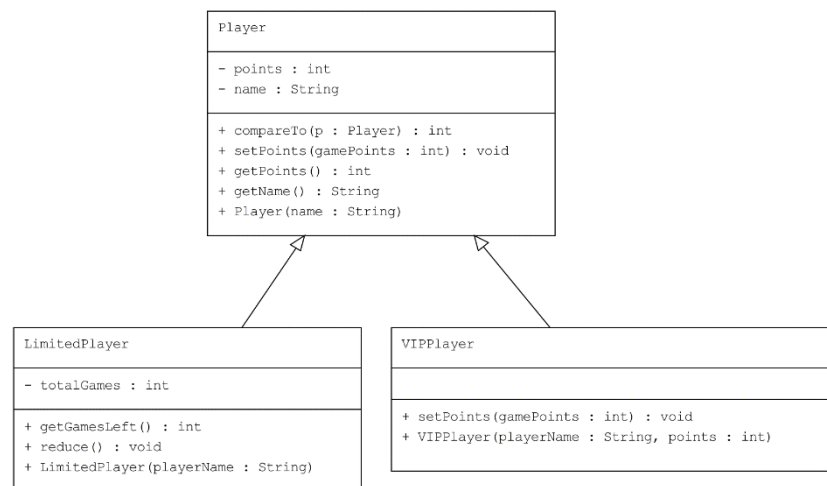 Player
- points : int
- name : String
+ compareTo(p : Player) : int
+ setPoints(gamePoints : int) : void
+ getPoints() : int
+ getName() : String
+ Player(name : String)
LimitedPlayer
- totalGames : int
+ getGamesLeft() : int
+ reduce() : void
+ LimitedPlayer(playerName : String)
VIPPlayer
+ setPoints(gamePoints : int) : void
+ VIPPlayer(playerName : String, points : int)